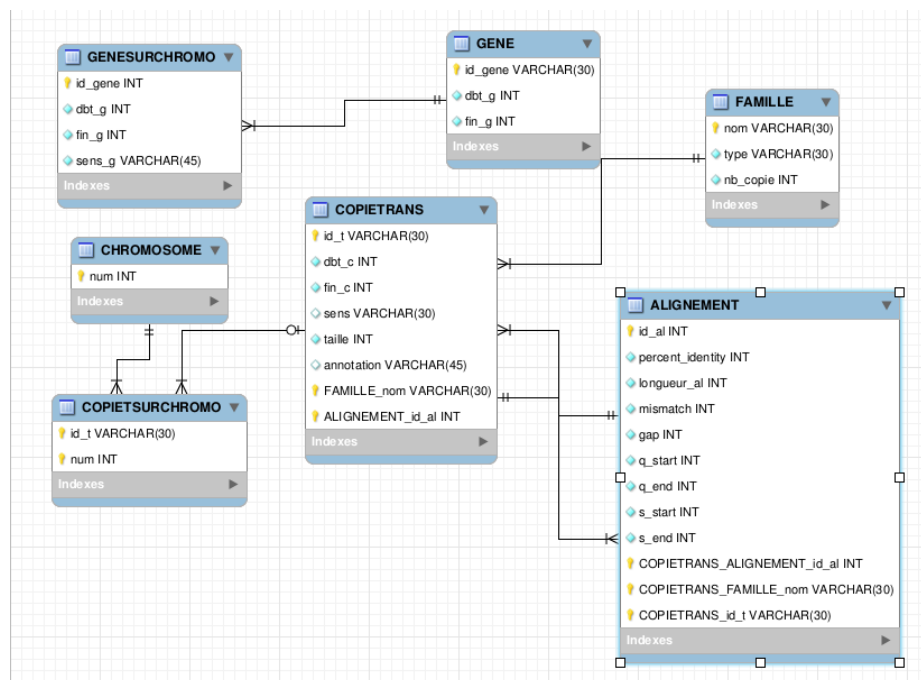 GENESURCHROMO
id_gene INT
dbt_g INT
fin_g INT
sens_g VARCHAR(45)
Indexes
GENE
id_gene VARCHAR(30)
dbt_g INT
fin_g INT
Indexes
FAMILLE
nom VARCHAR(30)
type VARCHAR(30)
nb_copie INT
Indexes
COPIETRANS
id_t VARCHAR(30)
dbt_c INT
fin_c INT
sens VARCHAR(30)
taille INT
annotation VARCHAR(45)
FAMILLE_nom VARCHAR(30)
ALIGNEMENT_id_al INT
Indexes
CHROMOSOME
num INT
Indexes
COPIETSURCHROMO
id_t VARCHAR(30)
num INT
Indexes
ALIGNEMENT
id_al INT
percent_identity INT
longueur_al INT
mismatch INT
gap INT
q_start INT
q_end INT
s_start INT
s_end INT
COPIETRANS_ALIGNEMENT_id_al INT
COPIETRANS_FAMILLE_nom VARCHAR(30)
COPIETRANS_id_t VARCHAR(30)
Indexes